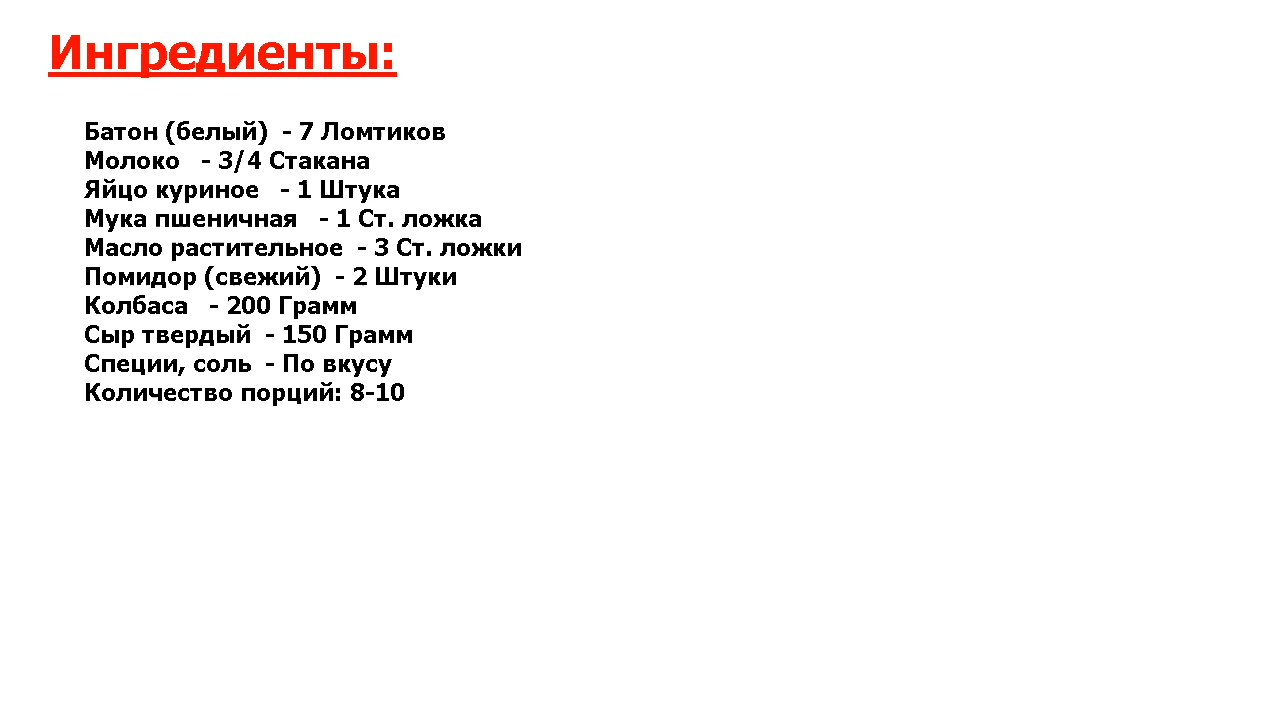 Ингредиенты:
Батон (белый)  - 7 Ломтиков
Молоко   - 3/4 Стакана
Яйцо куриное   - 1 Штука
Мука пшеничная   - 1 Ст. ложка
Масло растительное  - 3 Ст. ложки
Помидор (свежий)  - 2 Штуки
Колбаса   - 200 Грамм
Сыр твердый  - 150 Грамм
Специи, соль  - По вкусу
Количество порций: 8-10